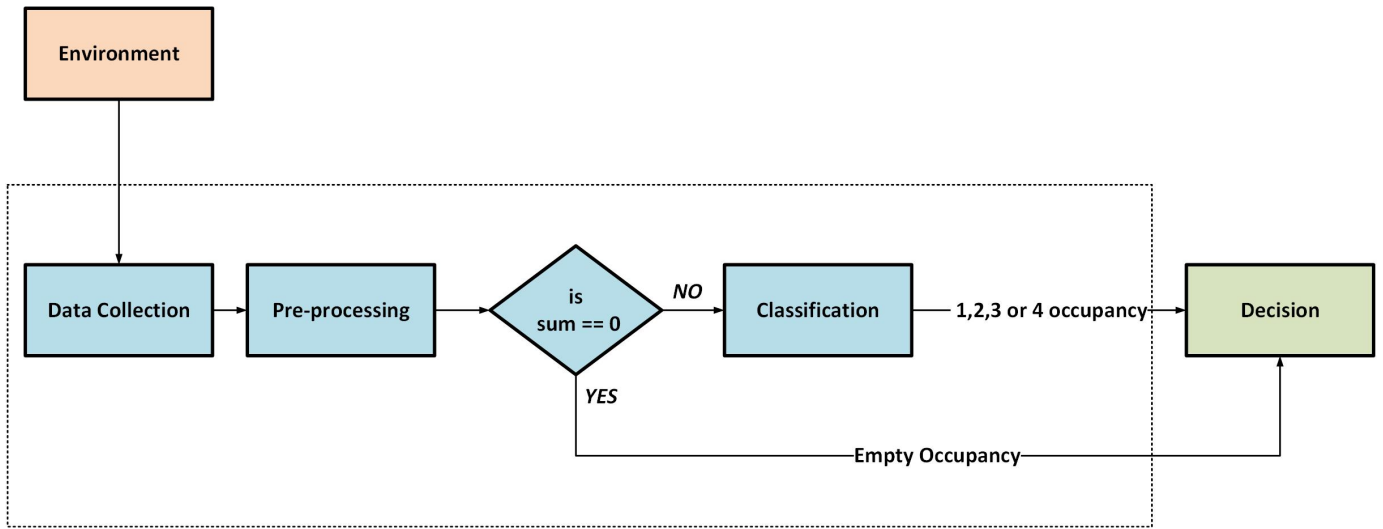 Environment
Data Collection
Pre-processing
is
sum == 0
NO
Classification
1,2,3 or 4 occupancy
Decision
YES
Empty Occupancy